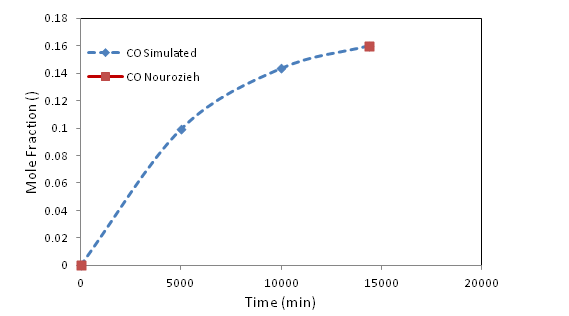 0.18
0.16
0.14
0.12
0.1
0.08
0.06
0.04
0.02
0
Mole Fraction ()
CO Simulated
CO Nourozieh
0 5000 10000 15000 20000
Time (min)